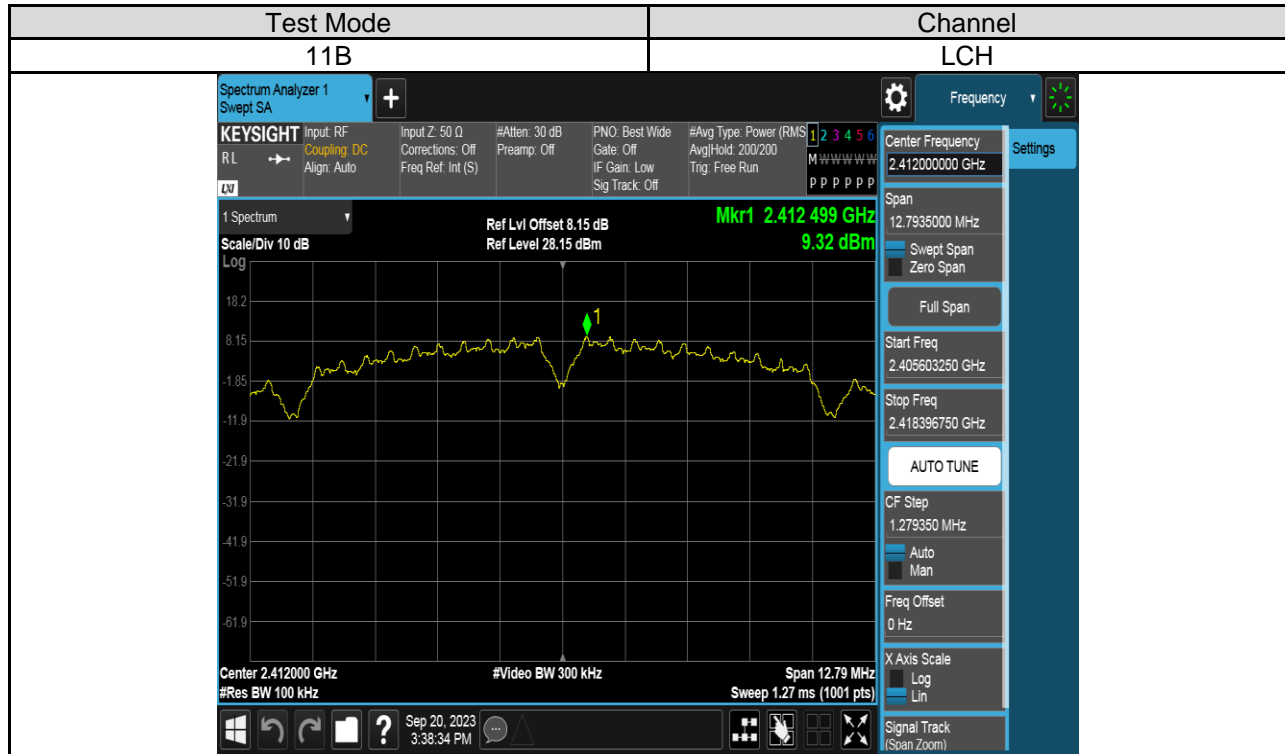 Test Mode
Channel
11B
LCH
Spectrum Analyzer 1
Swept SA
+
Frequency
KEYSIGHT
RL
LXI
Input: RF
Coupling: DC
Align: Auto
Input Z: 50 Ω
Corrections: Off
Freq Ref: Int (S)
#Atten: 30 dB
Preamp: Off
PNO: Best Wide
Gate: Off
IF Gain: Low
Sig Track: Off
#Avg Type: Power (RMS
Avg|Hold: 200/200
Trig: Free Run
1 2 3 4 5 6
M W W W W W
P P P P P P
1 Spectrum
Scale/Div 10 dB
Ref Lvl Offset 8.15 dB
Ref Level 28.15 dBm
Mkr1 2.412 499 GHz
9.32 dBm
Log
18.2
8.15
-1.85
-11.9
-21.9
-31.9
-41.9
-51.9
-61.9
1
Center 2.412000 GHz
#Res BW 100 kHz
#Video BW 300 kHz
Span 12.79 MHz
Sweep 1.27 ms (1001 pts)
?
Sep 20, 2023
3:38:34 PM
Center Frequency
2.412000000 GHz
Settings
Span
12.7935000 MHz
Swept Span
Zero Span
Full Span
Start Freq
2.405603250 GHz
Stop Freq
2.418396750 GHz
AUTO TUNE
CF Step
1.279350 MHz
Auto
Man
Freq Offset
0 Hz
X Axis Scale
Log
Lin
Signal Track
(Span Zoom)